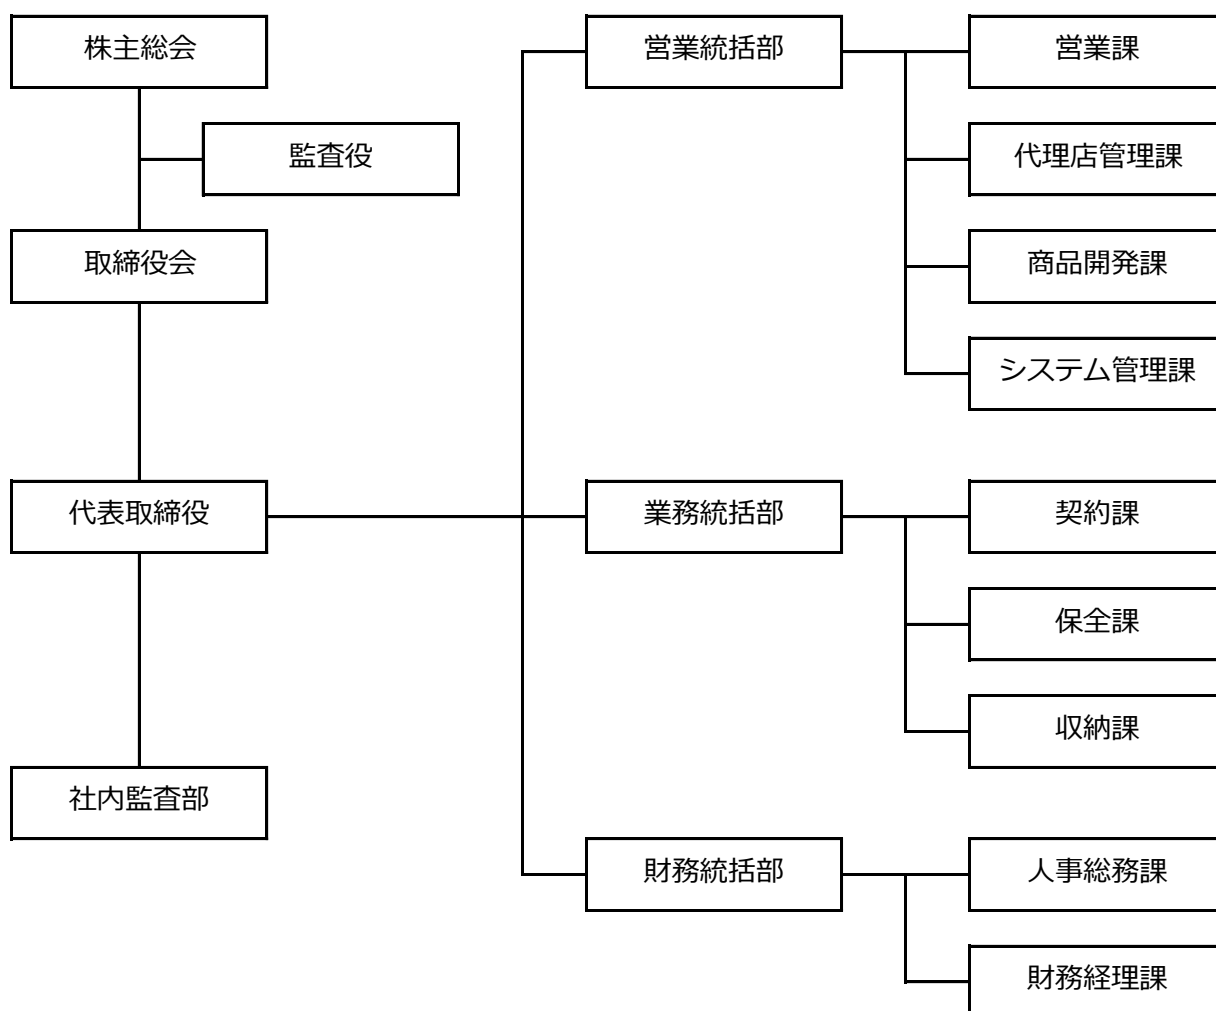 株主総会
監査役
取締役会
代表取締役
社内監査部
営業統括部
営業課
代理店管理課
商品開発課
システム管理課
業務統括部
契約課
保全課
収納課
財務統括部
人事総務課
財務経理課